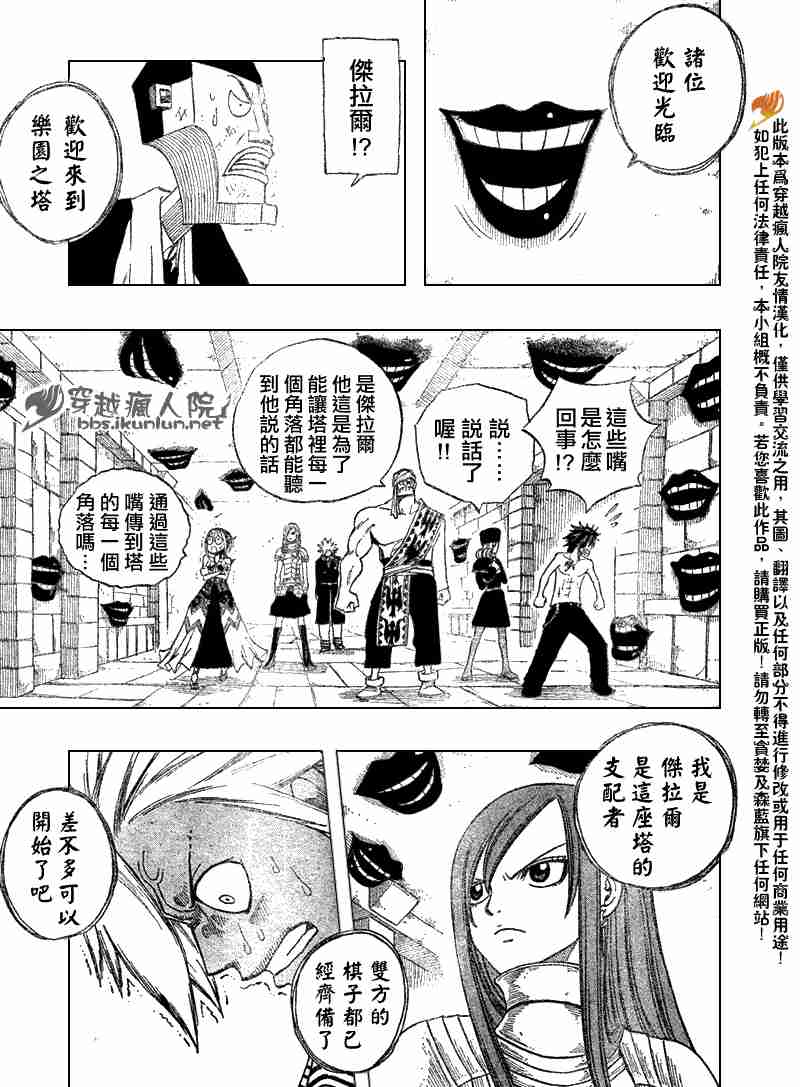 諸位
歡迎光臨
傑拉爾!?
歡迎來到
樂園之塔
這些嘴
是怎麼
回事!?
說……
說話了
喔!!
是傑拉爾
他這是為了
能讓塔裡每一
個角落都能聽
到他說的話
通過這些
嘴傳到塔
的每一個
角落嗎…
穿越瘋人院
bbs.ikunlun.net
我是
傑拉爾
是這座塔的
支配者
雙方的
棋子都已
經齊備了
差不多可以
開始了吧
此版本爲穿越瘋人院友情漢化，僅供學習交流之用，其圖、翻譯以及任何部分不得進行修改或用于任何商業用途！
如犯上任何法律責任，本小組概不負責。若您喜歡此作品，請購買正版！請勿轉至貪婪及森藍旗下任何網站！